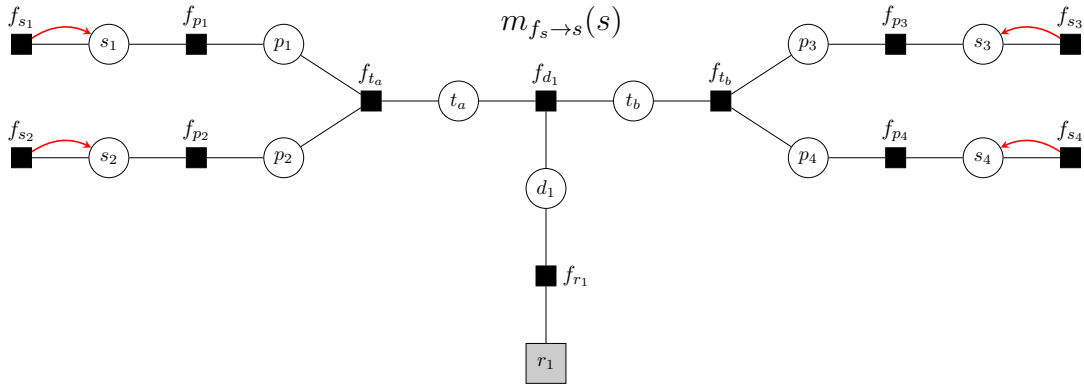 m_{f_s→s}(s)
f_{s_1} f_{p_1} f_{p_3} f_{s_3}
s_1 p_1 p_3 s_3
f_{t_a} f_{d_1} f_{t_b}
t_a t_b
f_{s_2} f_{p_2} f_{p_4} f_{s_4}
s_2 p_2 p_4 s_4
d_1
f_{r_1}
r_1